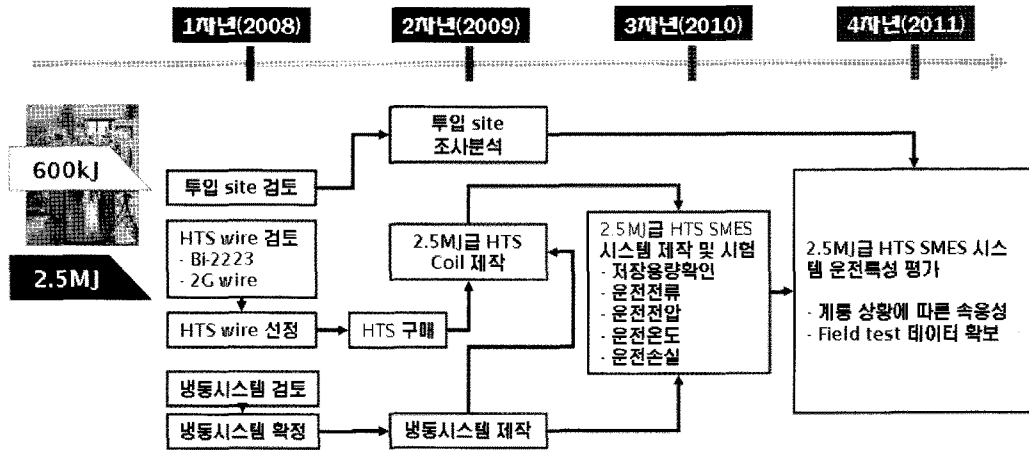 1차년(2008)
2차년(2009)
3차년(2010)
4차년(2011)
600kJ
2.5MJ
투입 site 검토
투입 site
조사분석
HTS wire 검토
- Bi-2223
- 2G wire
HTS wire 선정
HTS 구매
2.5MJ급 HTS
Coil 제작
냉동시스템 검토
냉동시스템 확정
냉동시스템 제작
2.5MJ급 HTS SMES
시스템 제작 및 시험
- 저장용량확인
- 운전전류
- 운전전압
- 운전온도
- 운전손실
2.5MJ급 HTS SMES 시스
템 운전특성 평가
- 계통 상황에 따른 속응성
- Field test 데이터 확보